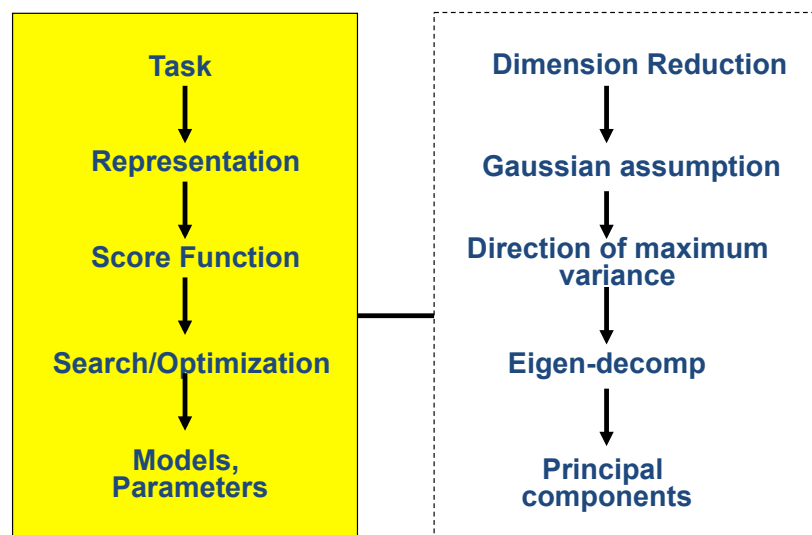 Task
Representation
Score Function
Search/Optimization
Models,
Parameters
Dimension Reduction
Gaussian assumption
Direction of maximum
variance
Eigen-decomp
Principal
components